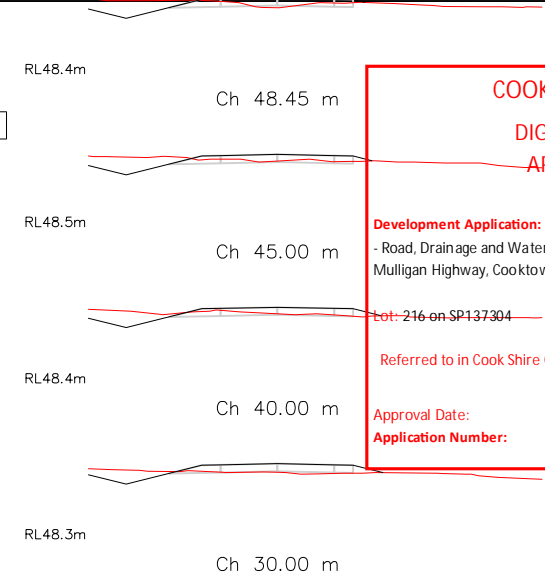 RL48.4m
Ch 48.45 m
RL48.5m
Ch 45.00 m
RL48.4m
Ch 40.00 m
RL48.3m
Ch 30.00 m
COOK
DIG
Development Application:
- Road, Drainage and Water
Mulligan Highway, Cooktow
Lot: 216 on SP137304
Referred to in Cook Shire
Approval Date:
Application Number: